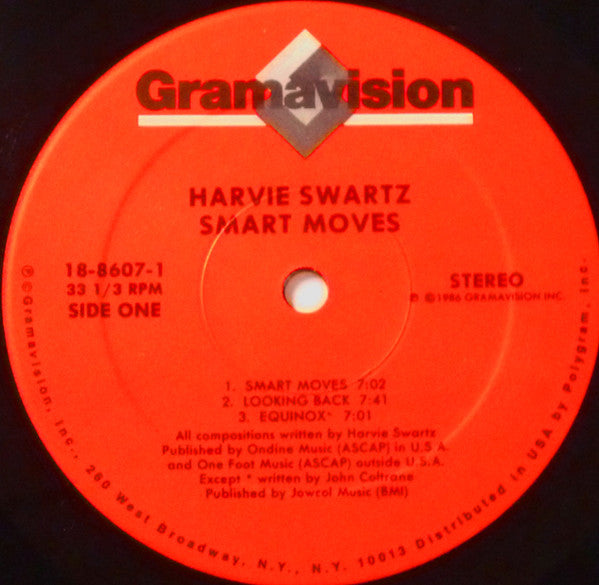 Gramavision
HARVIE SWARTZ
SMART MOVES
18-8607-1
33 1/3 RPM
SIDE ONE
STEREO
℗ ©1986 GRAMAVISION INC.
1. SMART MOVES 7:02
2. LOOKING BACK 7:41
3. EQUINOX* 7:01
All compositions written by Harvie Swartz
Published by Ondine Music (ASCAP) in U.S.A.
and One Foot Music (ASCAP) outside U.S.A.
Except * written by John Coltrane
Published by Jowcol Music (BMI)
℗©Gramavision, Inc., 260 West Broadway, N.Y., N.Y. 10013 Distributed in USA by Polygram, Inc.